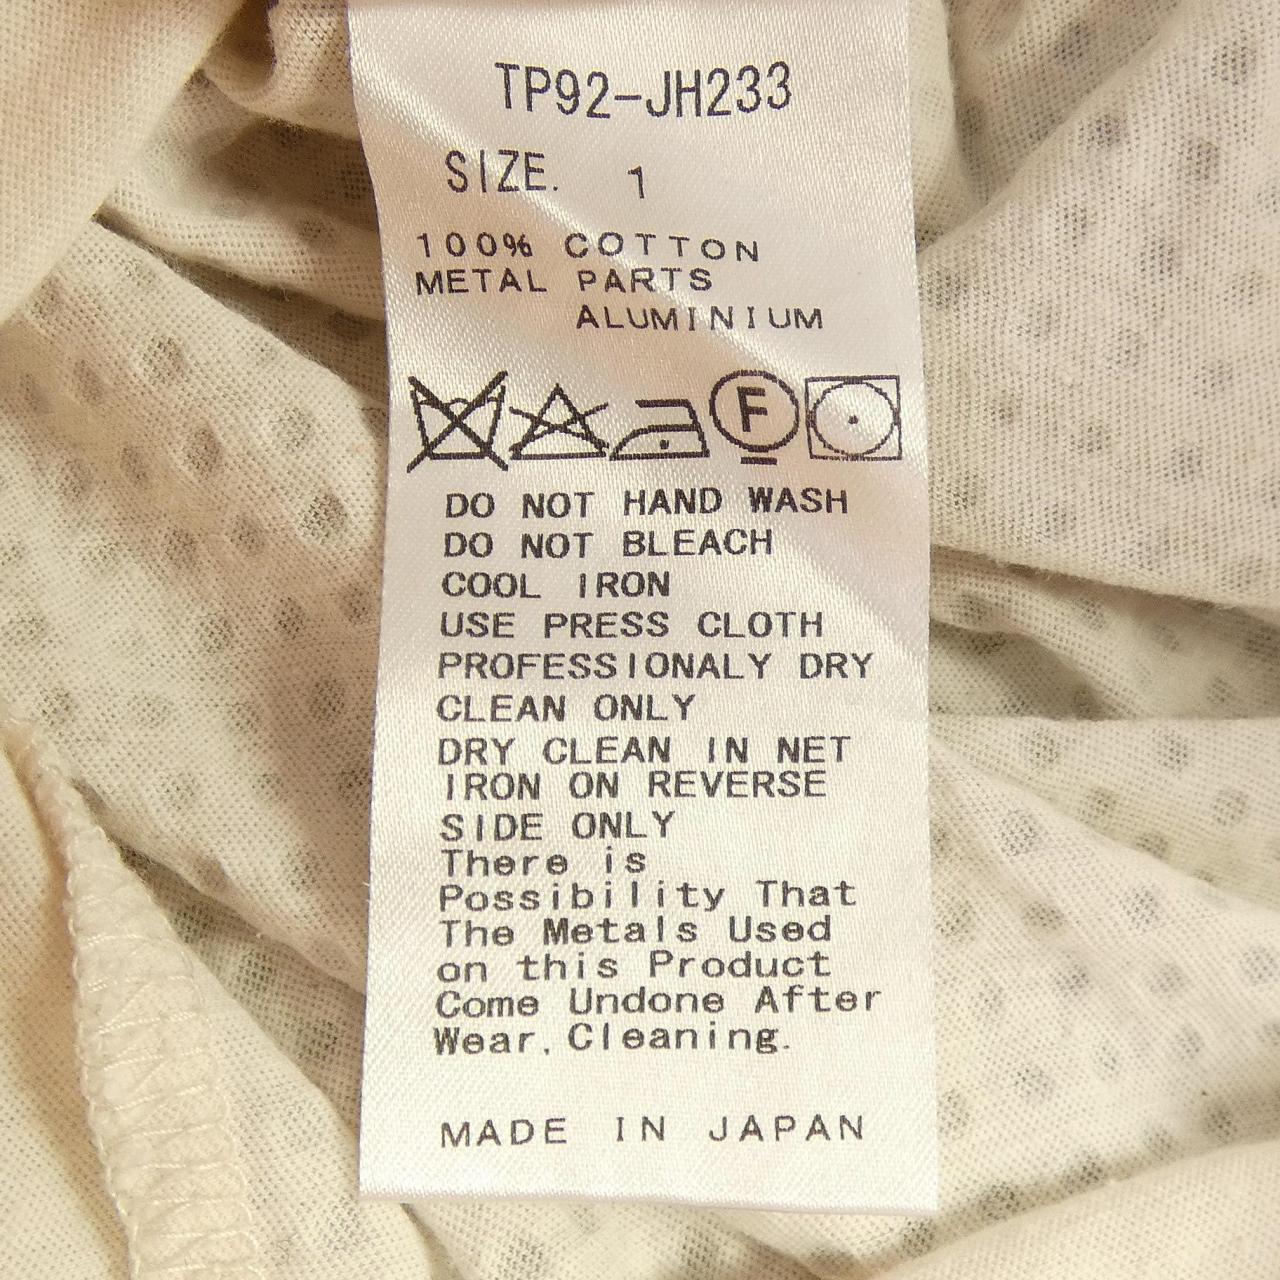 TP92-JH233
SIZE. 1
100% COTTON
METAL PARTS
ALUMINIUM
F
DO NOT HAND WASH
DO NOT BLEACH
COOL IRON
USE PRESS CLOTH
PROFESSIONALY DRY
CLEAN ONLY
DRY CLEAN IN NET
IRON ON REVERSE
SIDE ONLY
There is
Possibility That
The Metals Used
on this Product
Come Undone After
Wear, Cleaning.
MADE IN JAPAN